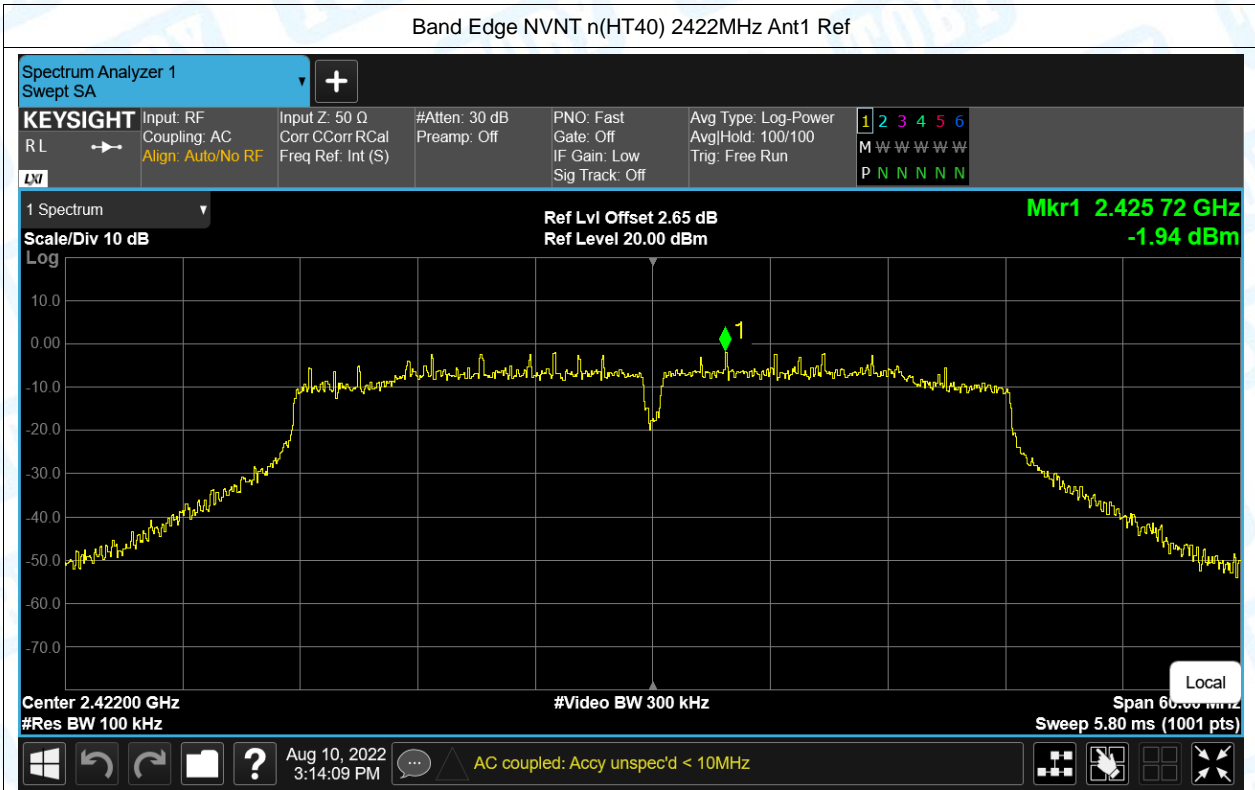 Band Edge NVNT n(HT40) 2422MHz Ant1 Ref
Spectrum Analyzer 1
Swept SA
KEYSIGHT
RL
LXI
Input: RF
Coupling: AC
Align: Auto/No RF
Input Z: 50 Ω
Corr CCorr RCal
Freq Ref: Int (S)
#Atten: 30 dB
Preamp: Off
PNO: Fast
Gate: Off
IF Gain: Low
Sig Track: Off
Avg Type: Log-Power
Avg|Hold: 100/100
Trig: Free Run
1 2 3 4 5 6
M W W W W W
P N N N N N
1 Spectrum
Scale/Div 10 dB
Log
Ref Lvl Offset 2.65 dB
Ref Level 20.00 dBm
Mkr1 2.425 72 GHz
-1.94 dBm
10.0
0.00
-10.0
-20.0
-30.0
-40.0
-50.0
-60.0
-70.0
1
Center 2.42200 GHz
#Res BW 100 kHz
#Video BW 300 kHz
Local
Span 60.00 MHz
Sweep 5.80 ms (1001 pts)
?
Aug 10, 2022
3:14:09 PM
AC coupled: Accy unspec'd < 10MHz